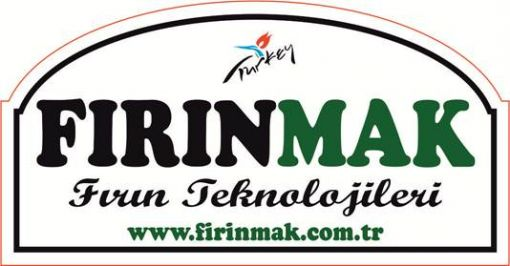 Turkey
FIRINMAK
Fırın Teknolojileri
www.firinmak.com.tr